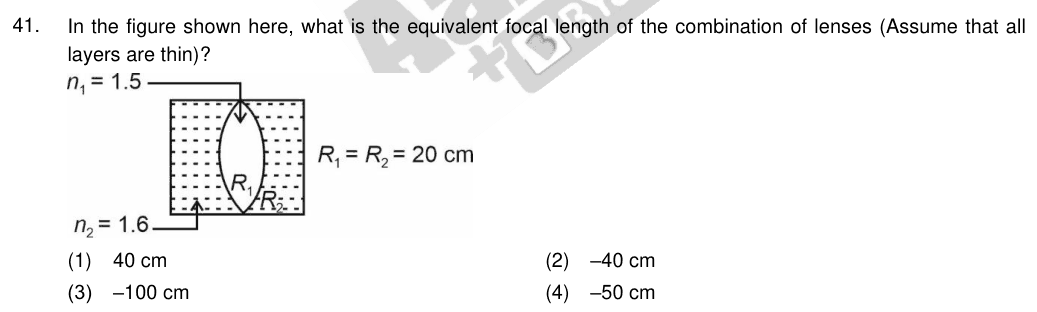 41. In the figure shown here, what is the equivalent focal length of the combination of lenses (Assume that all
layers are thin)?
n₁ = 1.5
R₁ = R₂ = 20 cm
R₁
R₂
n₂ = 1.6
(1) 40 cm (2) –40 cm
(3) –100 cm (4) –50 cm